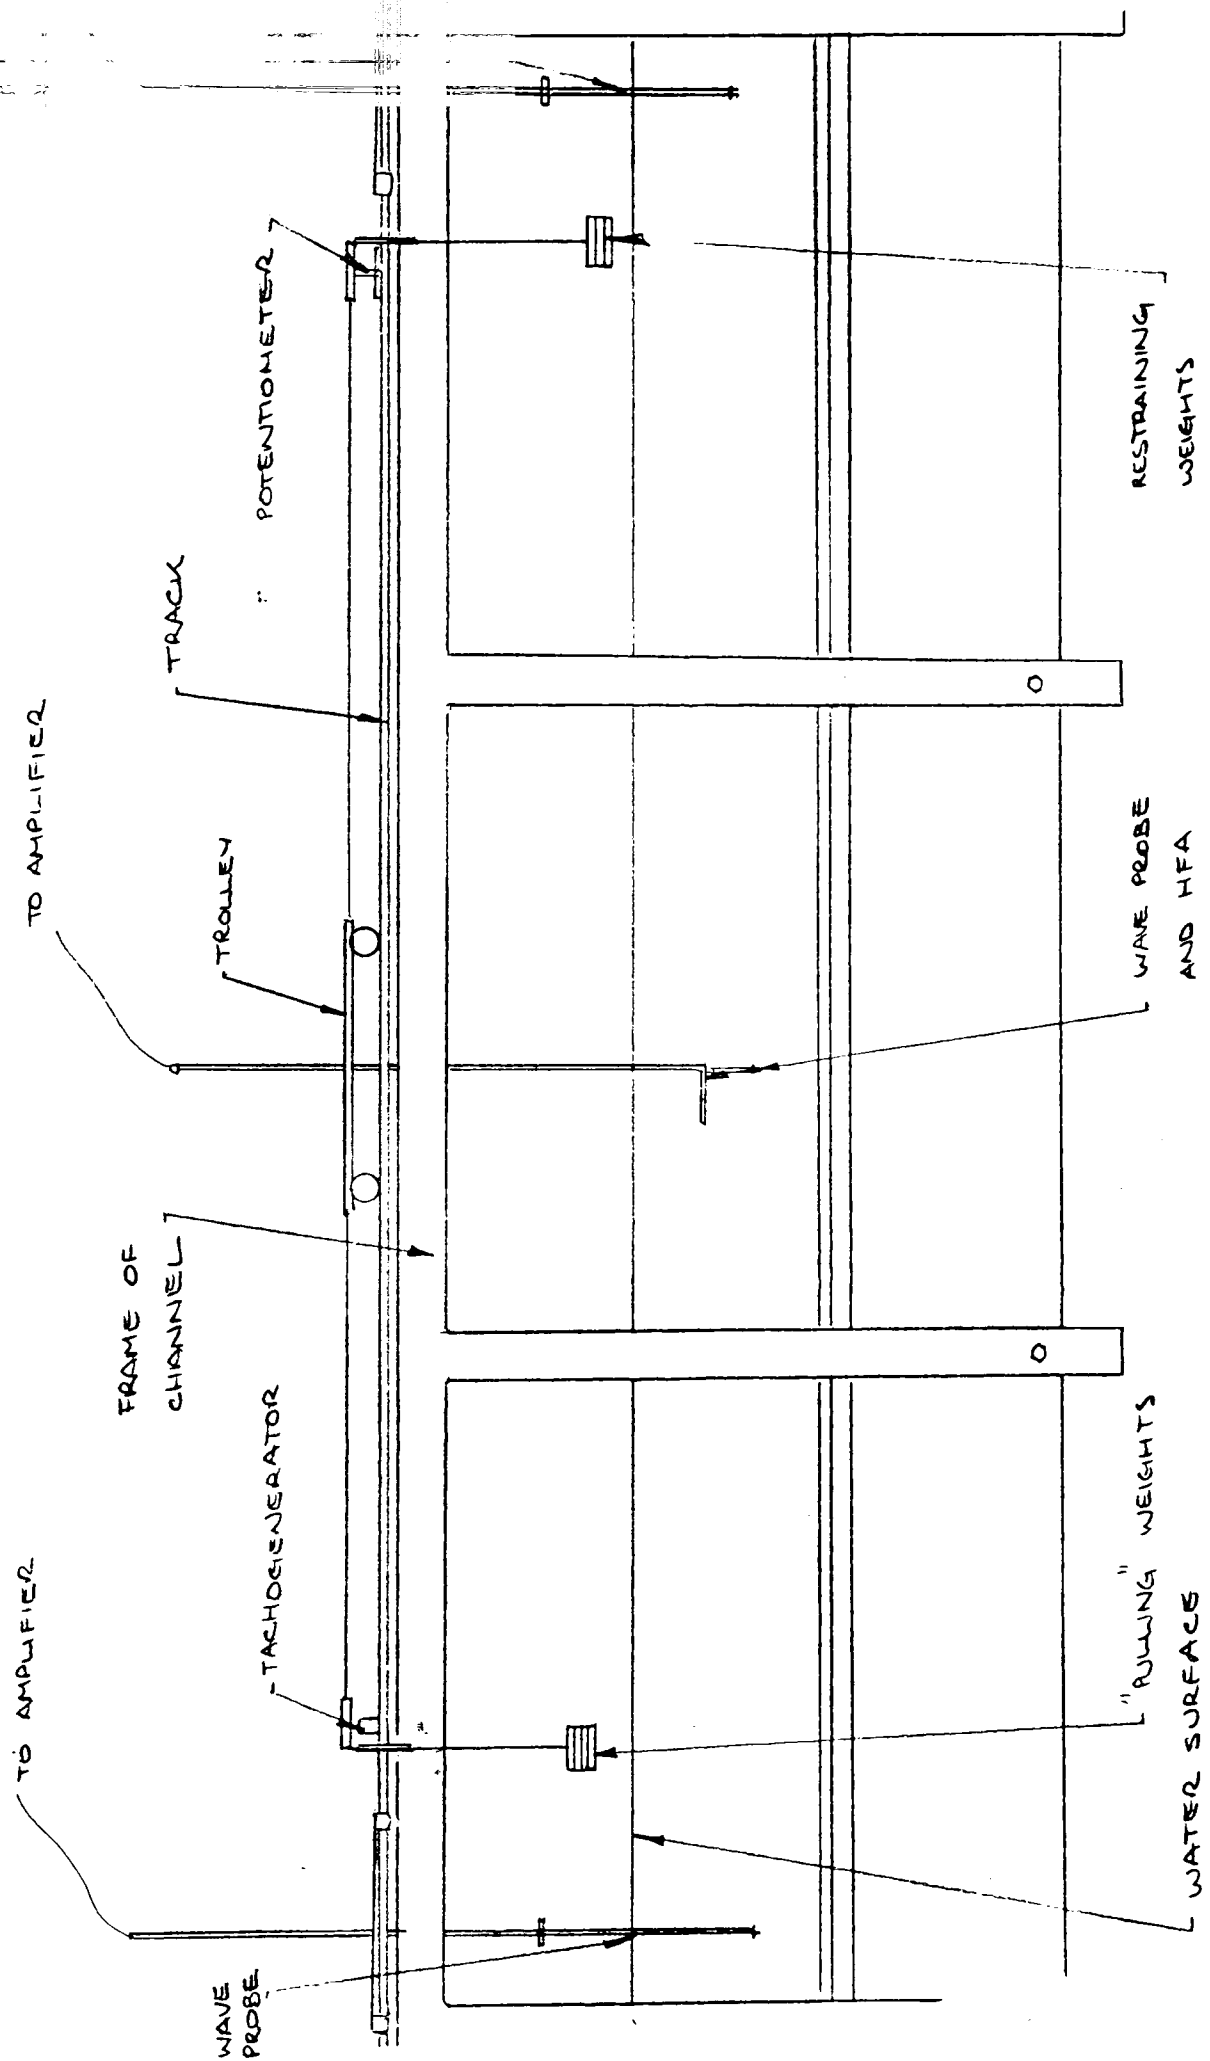 TO AMPLIFIER
TO AMPLIFIER
FRAME OF
CHANNEL
TRACK
TROLLEY
TACHOGENERATOR
POTENTIOMETER
WAVE
PROBE
"PULLING" WEIGHTS
WATER SURFACE
WAVE PROBE
AND HFA
RESTRAINING
WEIGHTS